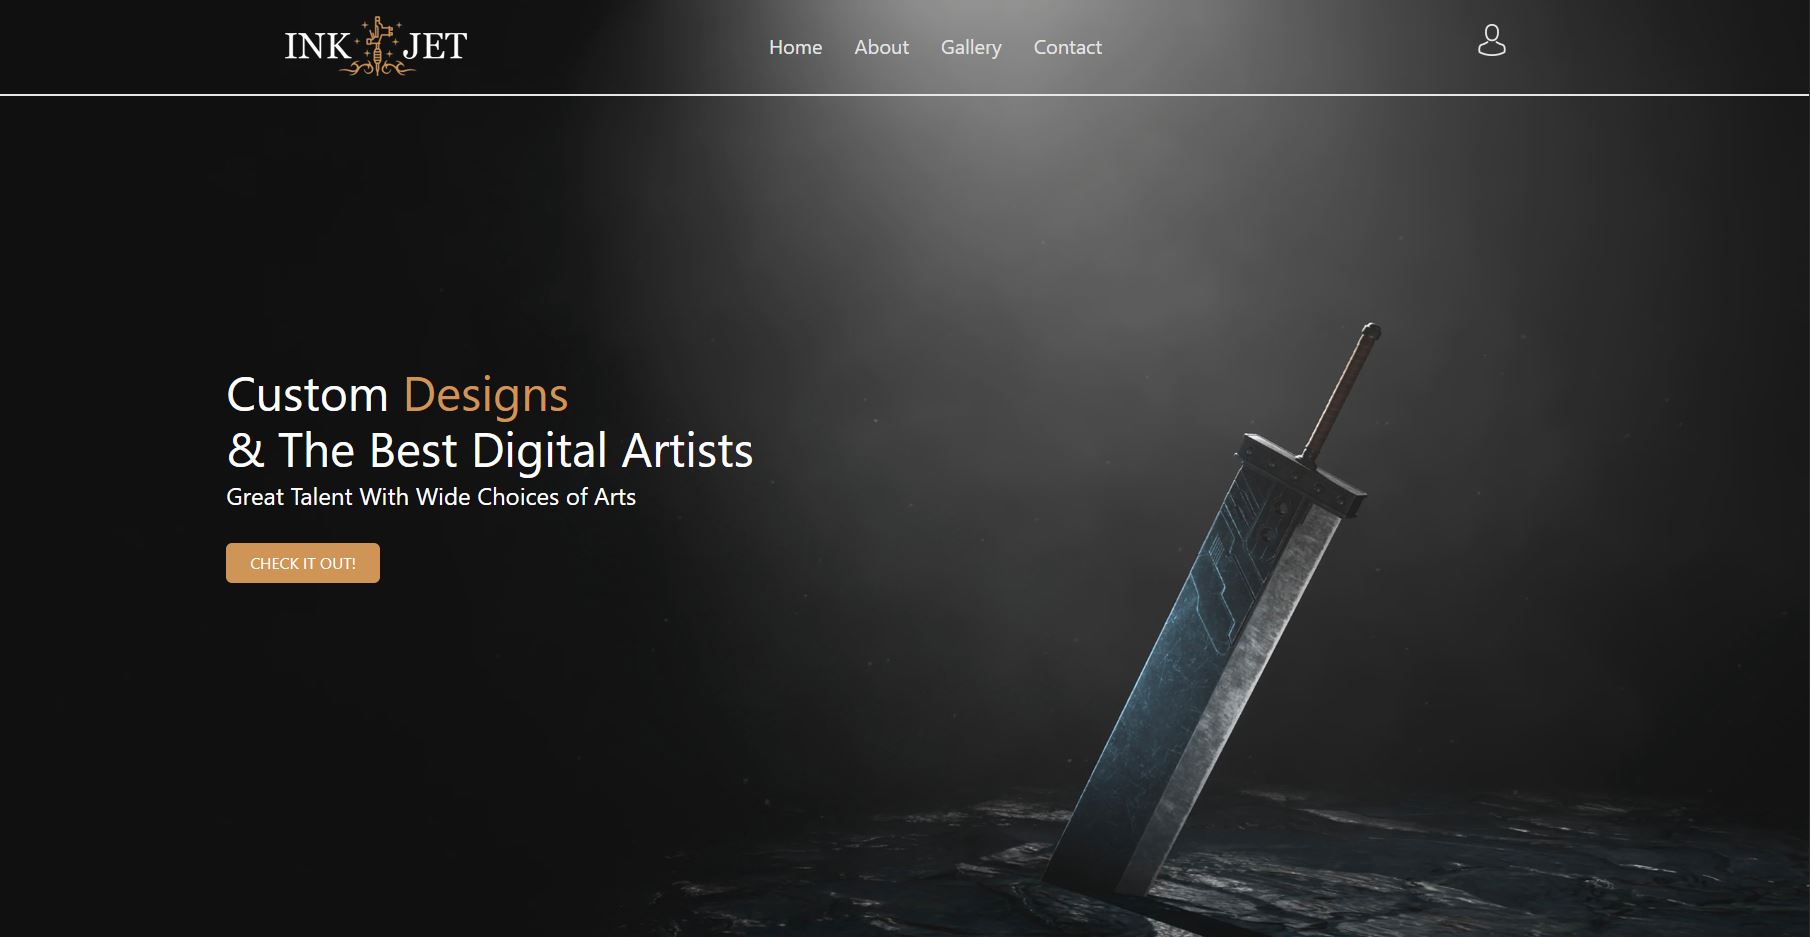 INK JET
Home About Gallery Contact
Custom Designs
& The Best Digital Artists
Great Talent With Wide Choices of Arts
CHECK IT OUT!